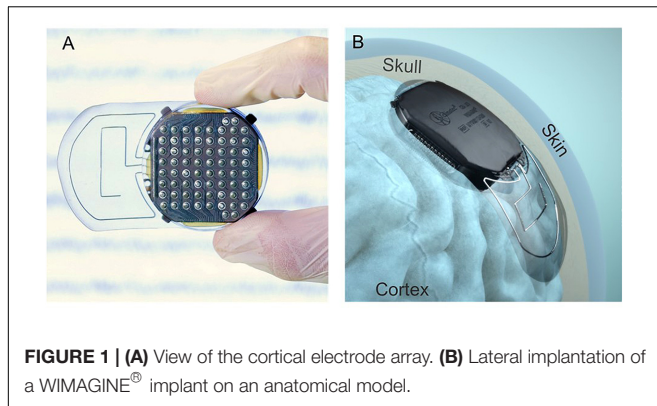 A
B
Skull
Skin
Cortex
FIGURE 1 | (A) View of the cortical electrode array. (B) Lateral implantation of
a WIMAGINE® implant on an anatomical model.